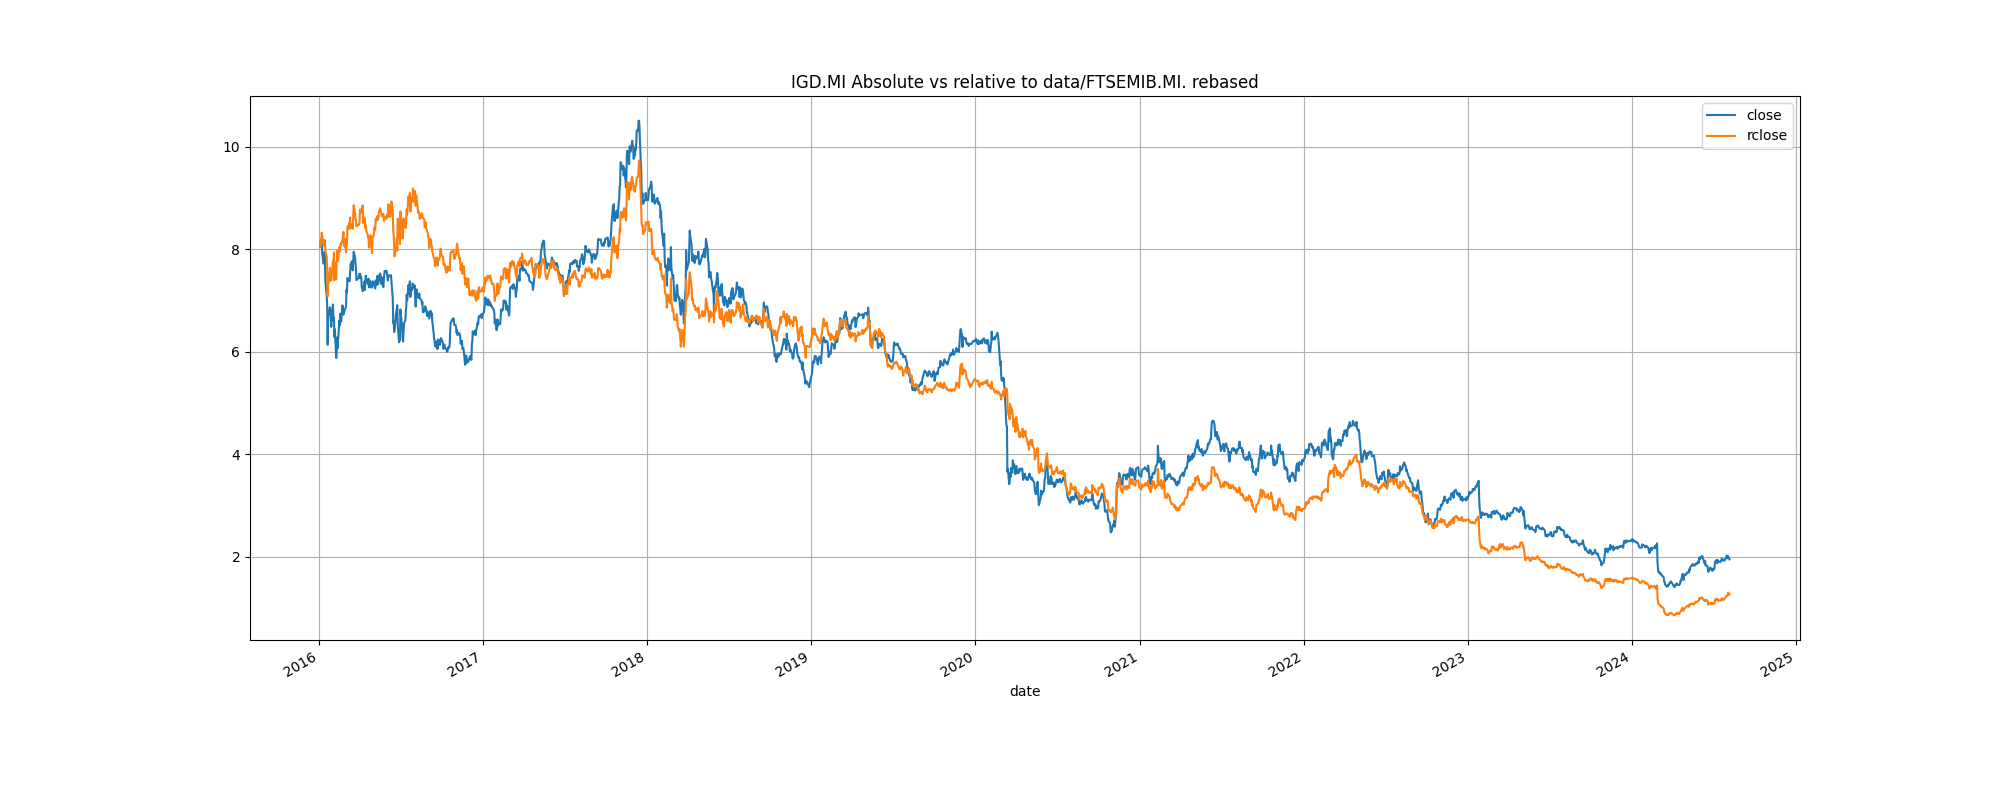 IGD.MI Absolute vs relative to data/FTSEMIB.MI. rebased
close
rclose
10
8
6
4
2
2016 2017 2018 2019 2020 2021 2022 2023 2024 2025
date